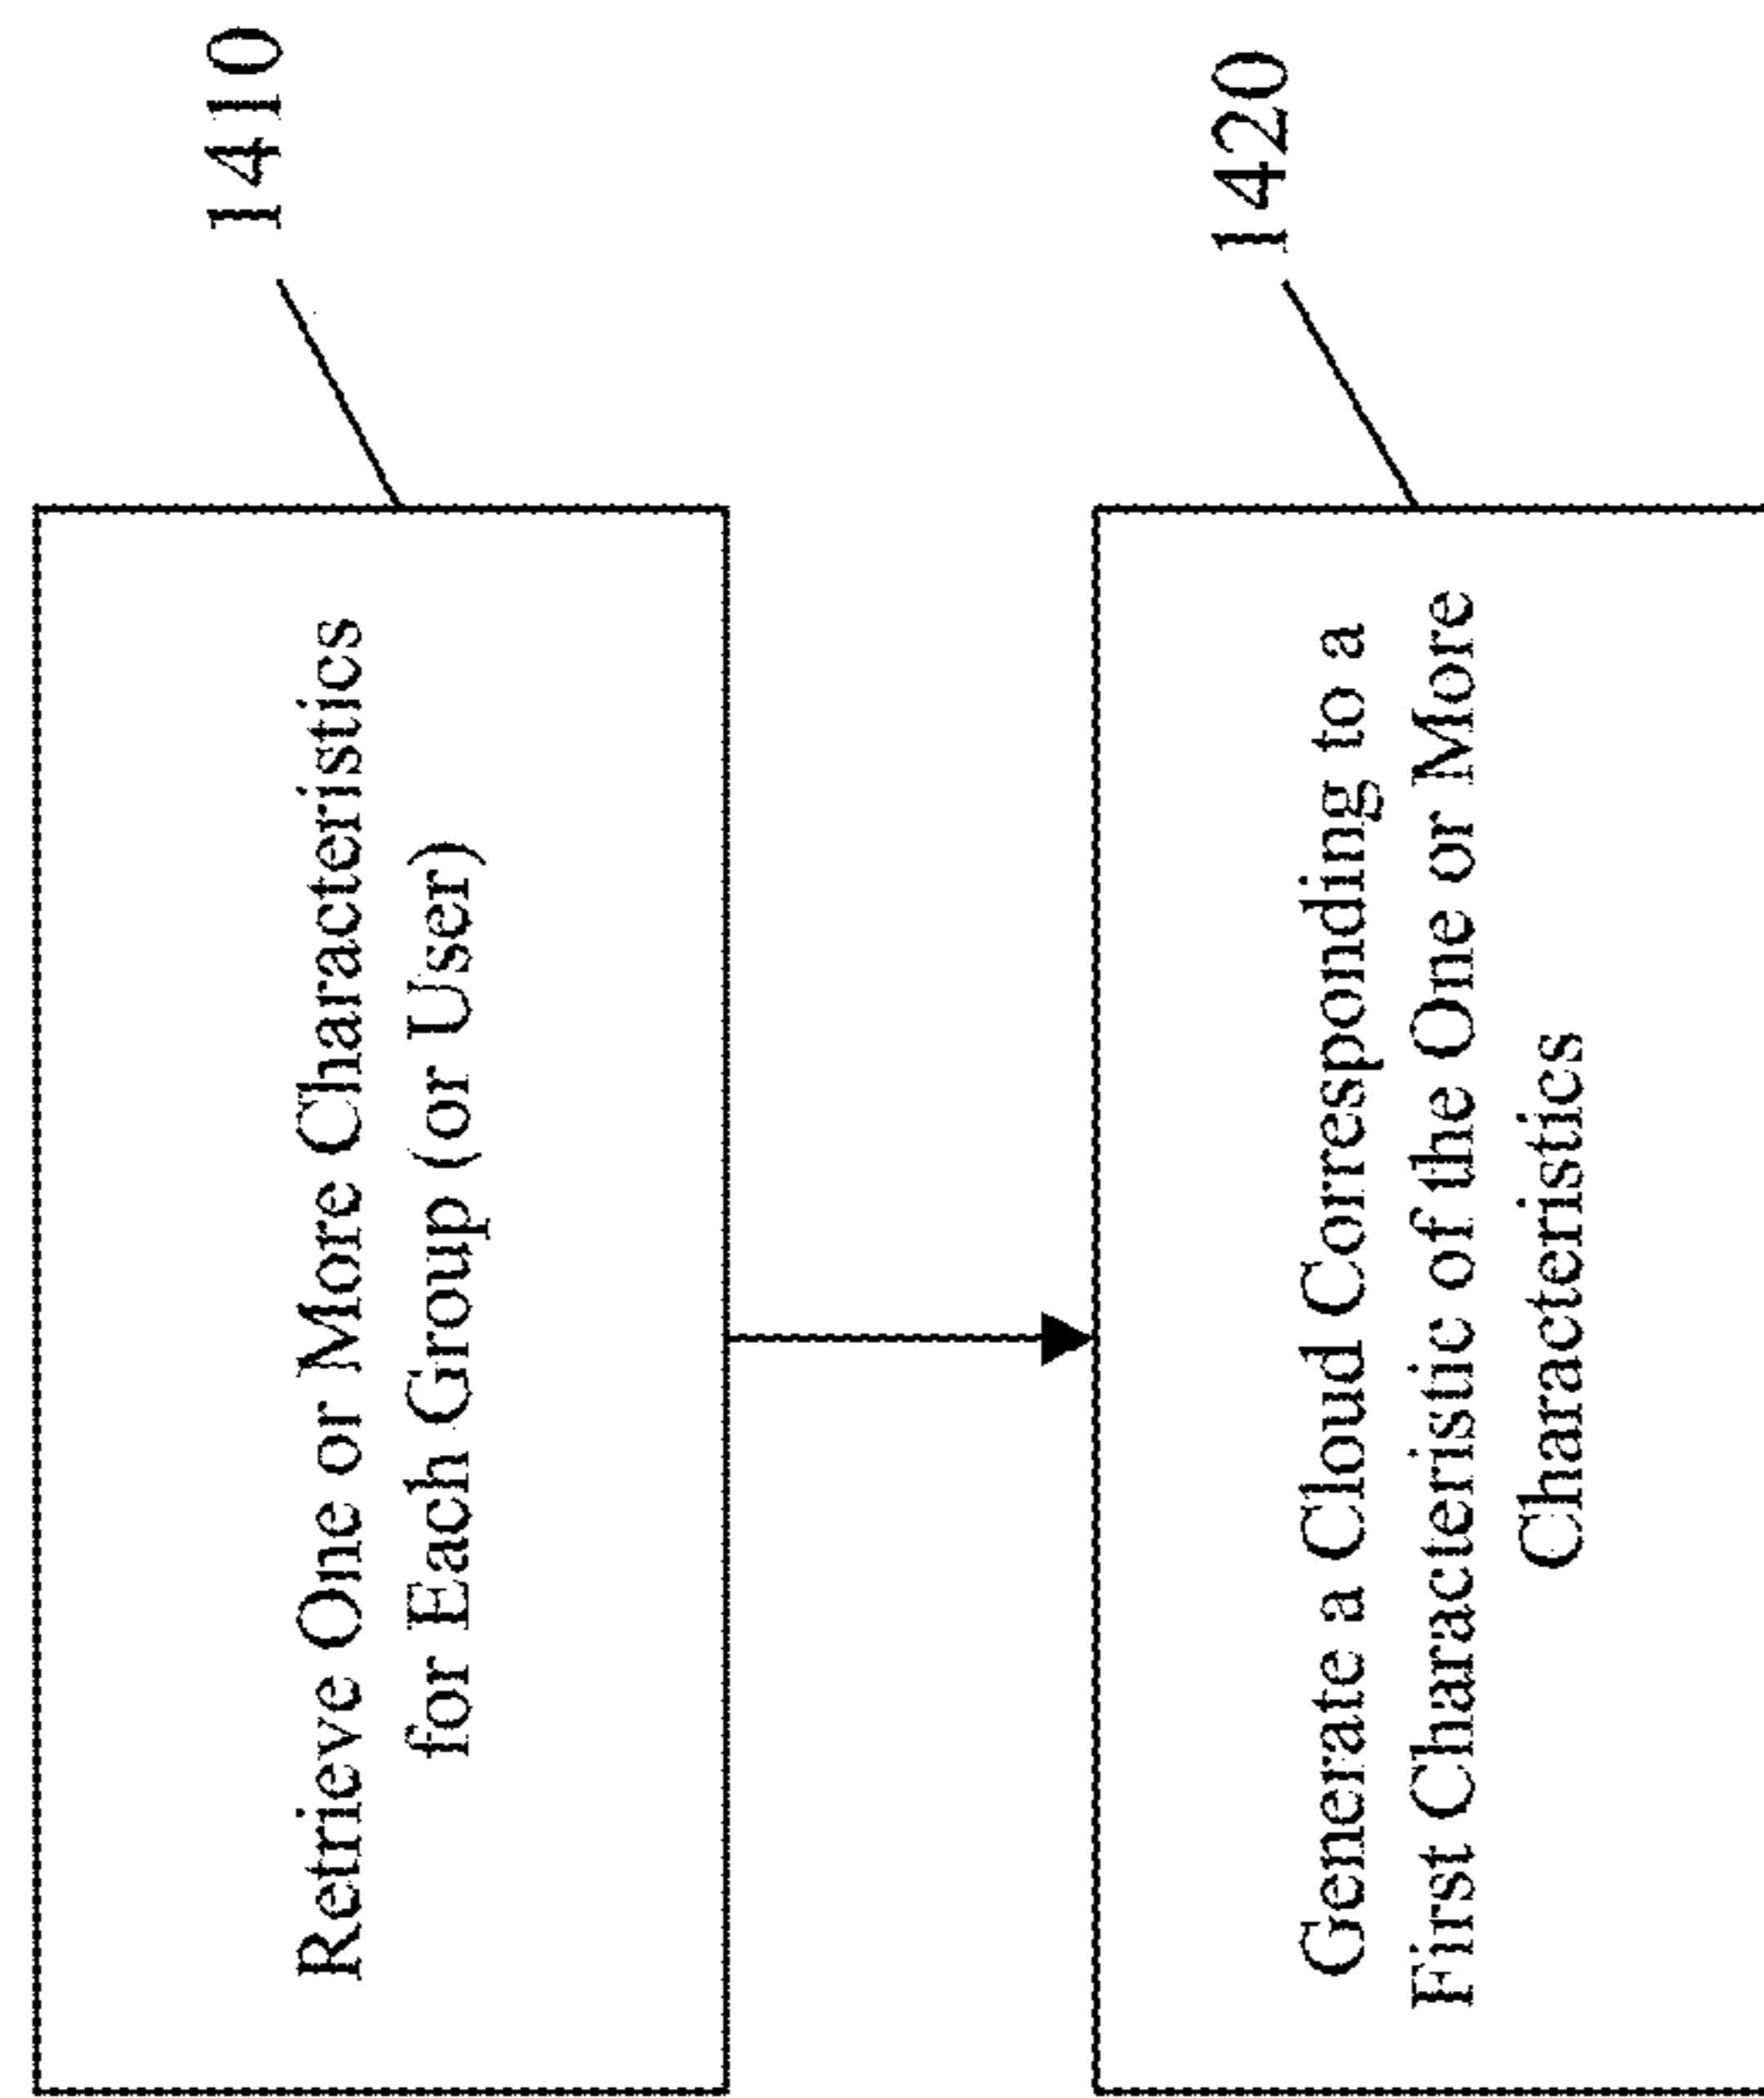 Retrieve One or More Characteristics
for Each Group (or User)
1410
Generate a Cloud Corresponding to a
First Characteristic of the One or More
Characteristics
1420